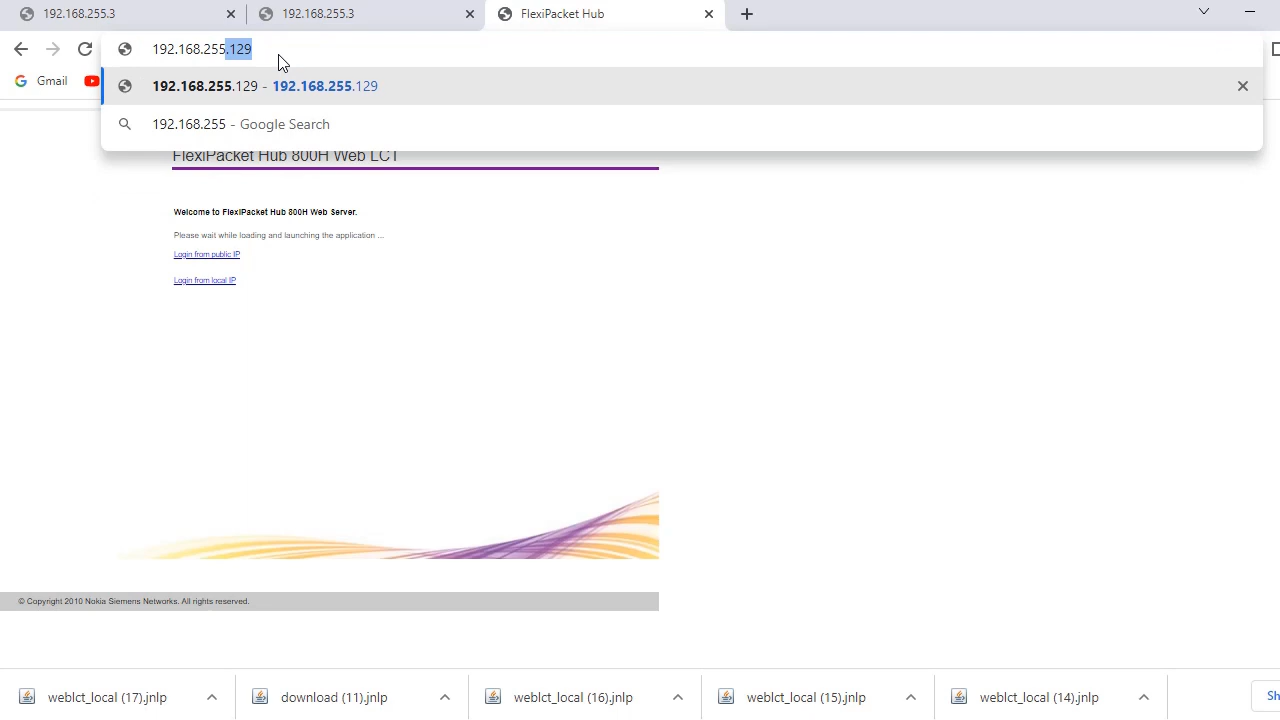 192.168.255.3
192.168.255.3
FlexiPacket Hub
192.168.255.129
Gmail
192.168.255.129 - 192.168.255.129
192.168.255 - Google Search
FlexiPacket Hub 800H Web LCT
Welcome to FlexiPacket Hub 800H Web Server.
Please wait while loading and launching the application ...
Login from public IP
Login from local IP
© Copyright 2010 Nokia Siemens Networks. All rights reserved.
weblct_local (17).jnlp
download (11).jnlp
weblct_local (16).jnlp
weblct_local (15).jnlp
weblct_local (14).jnlp
Sh